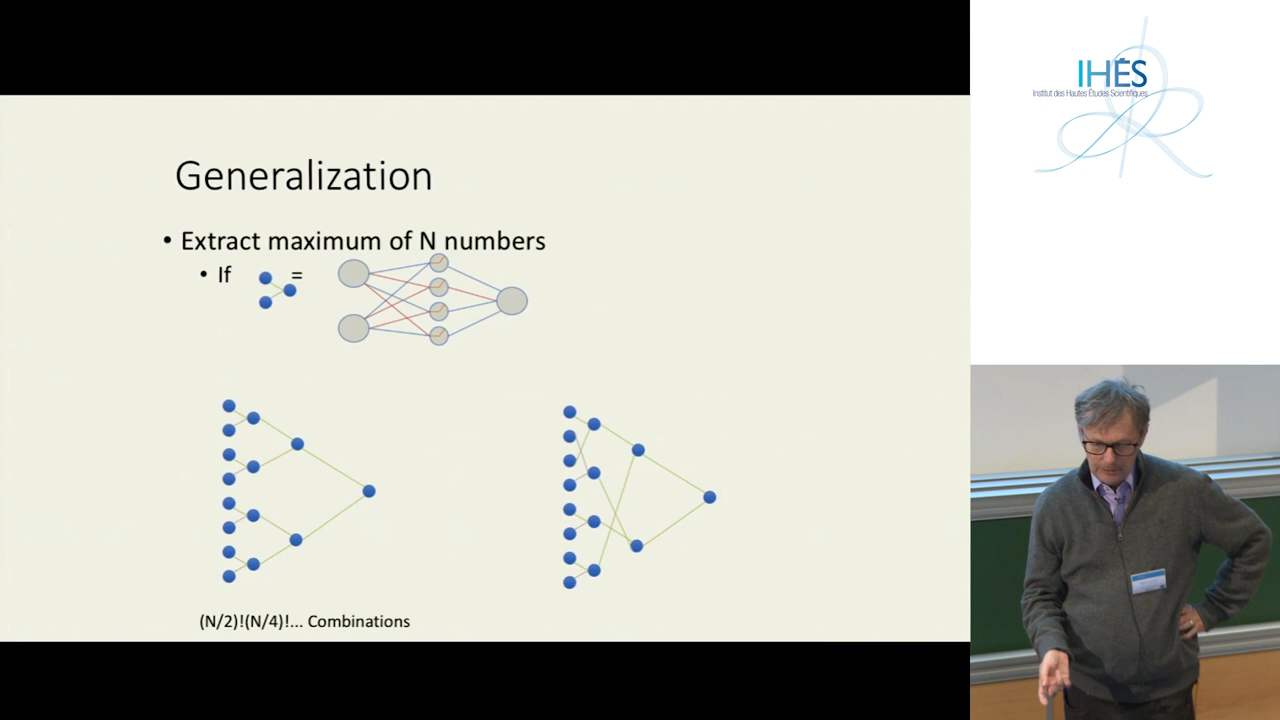 Generalization
• Extract maximum of N numbers
• If =
(N/2)!(N/4)!... Combinations
IHÉS
Institut des Hautes Études Scientifiques